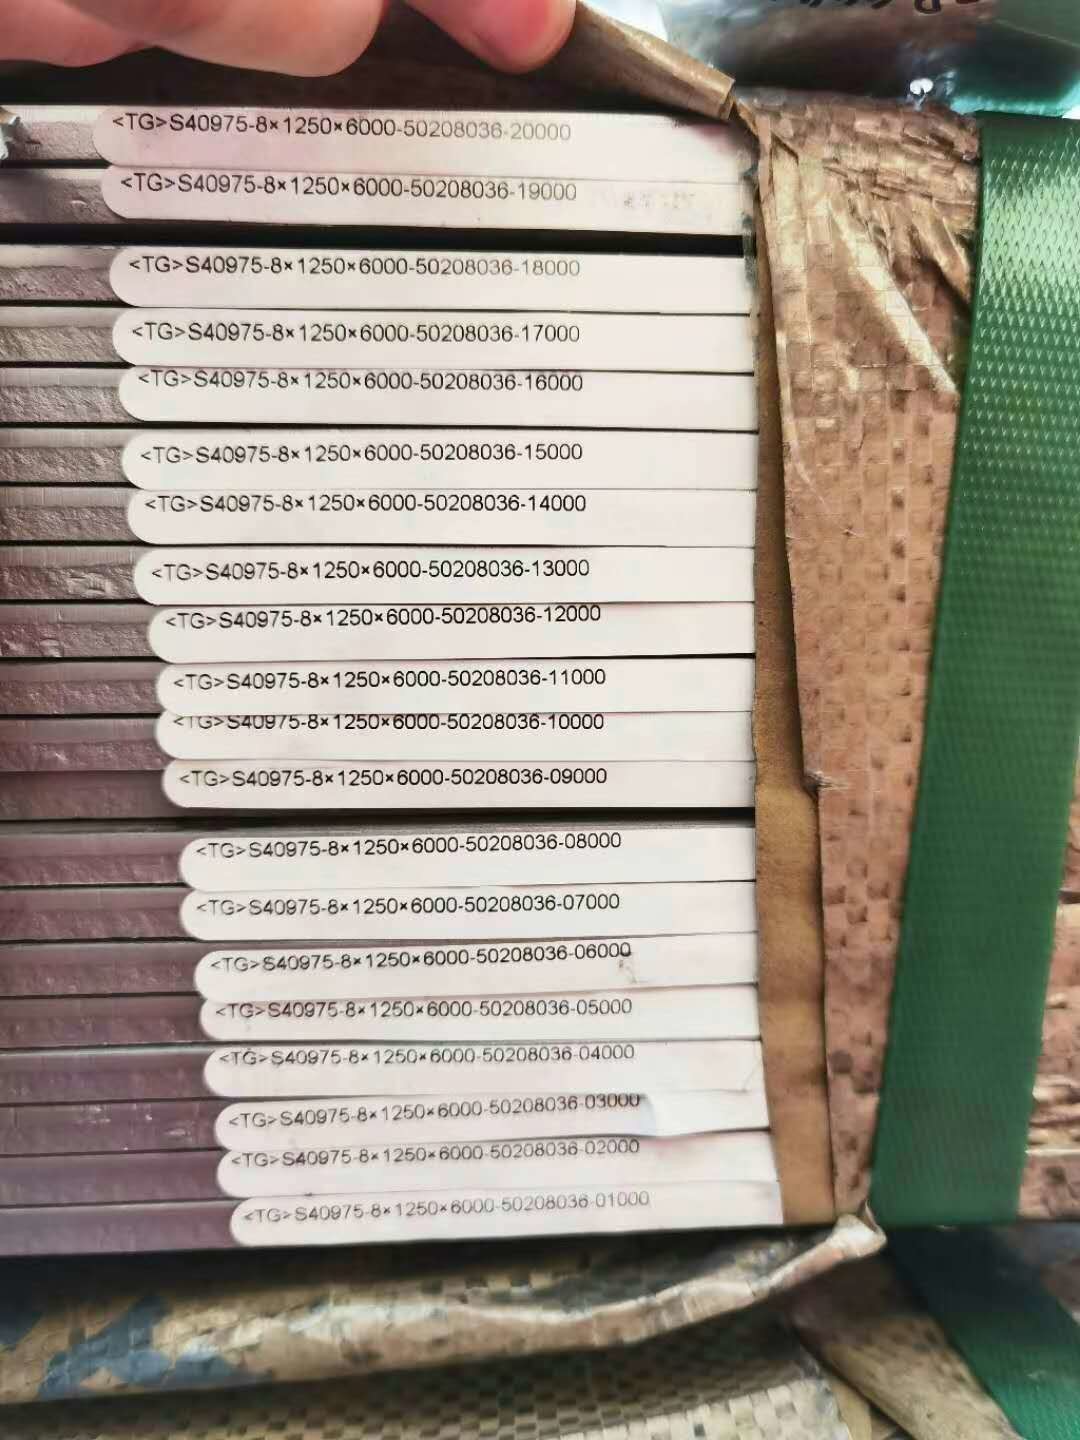 <TG>S40975-8×1250×6000-50208036-20000
<TG>S40975-8×1250×6000-50208036-19000
<TG>S40975-8×1250×6000-50208036-18000
<TG>S40975-8×1250×6000-50208036-17000
<TG>S40975-8×1250×6000-50208036-16000
<TG>S40975-8×1250×6000-50208036-15000
<TG>S40975-8×1250×6000-50208036-14000
<TG>S40975-8×1250×6000-50208036-13000
<TG>S40975-8×1250×6000-50208036-12000
<TG>S40975-8×1250×6000-50208036-11000
<TG>S40975-8×1250×6000-50208036-10000
<TG>S40975-8×1250×6000-50208036-09000
<TG>S40975-8×1250×6000-50208036-08000
<TG>S40975-8×1250×6000-50208036-07000
<TG>S40975-8×1250×6000-50208036-06000
<TG>S40975-8×1250×6000-50208036-05000
<TG>S40975-8×1250×6000-50208036-04000
<TG>S40975-8×1250×6000-50208036-03000
<TG>S40975-8×1250×6000-50208036-02000
<TG>S40975-8×1250×6000-50208036-01000